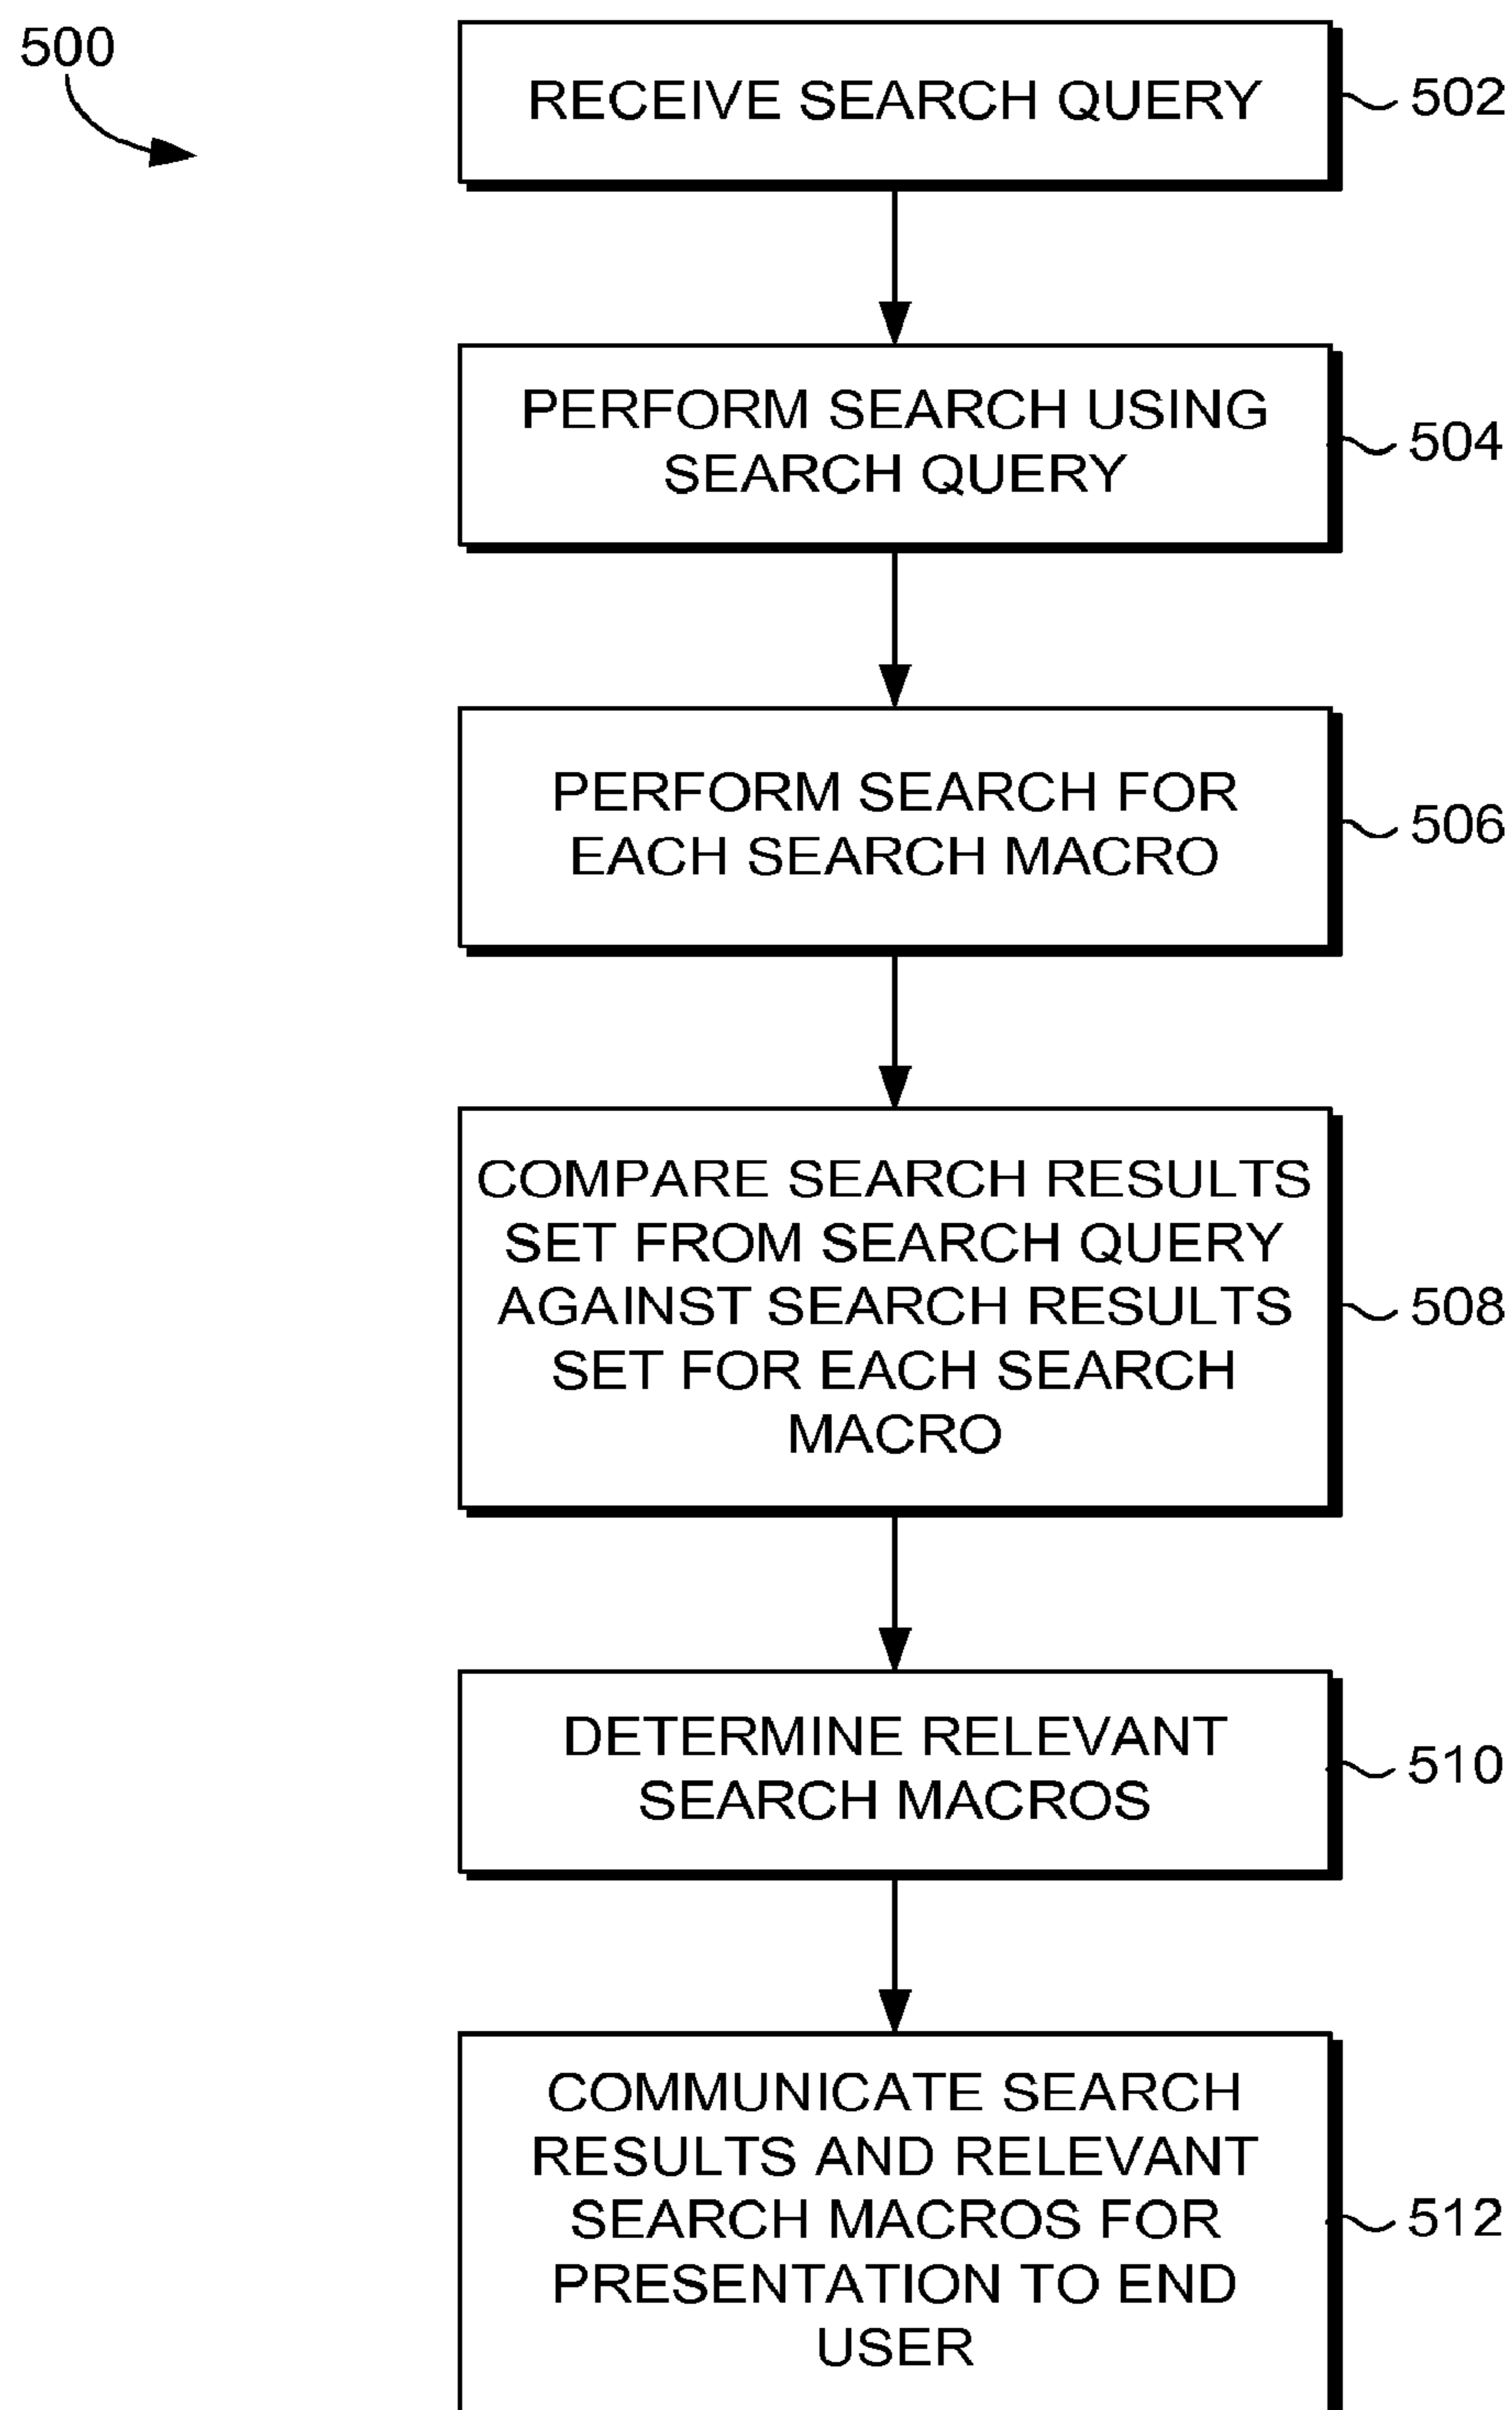 500
RECEIVE SEARCH QUERY
502
PERFORM SEARCH USING
SEARCH QUERY
504
PERFORM SEARCH FOR
EACH SEARCH MACRO
506
COMPARE SEARCH RESULTS
SET FROM SEARCH QUERY
AGAINST SEARCH RESULTS
SET FOR EACH SEARCH
MACRO
508
DETERMINE RELEVANT
SEARCH MACROS
510
COMMUNICATE SEARCH
RESULTS AND RELEVANT
SEARCH MACROS FOR
PRESENTATION TO END
USER
512